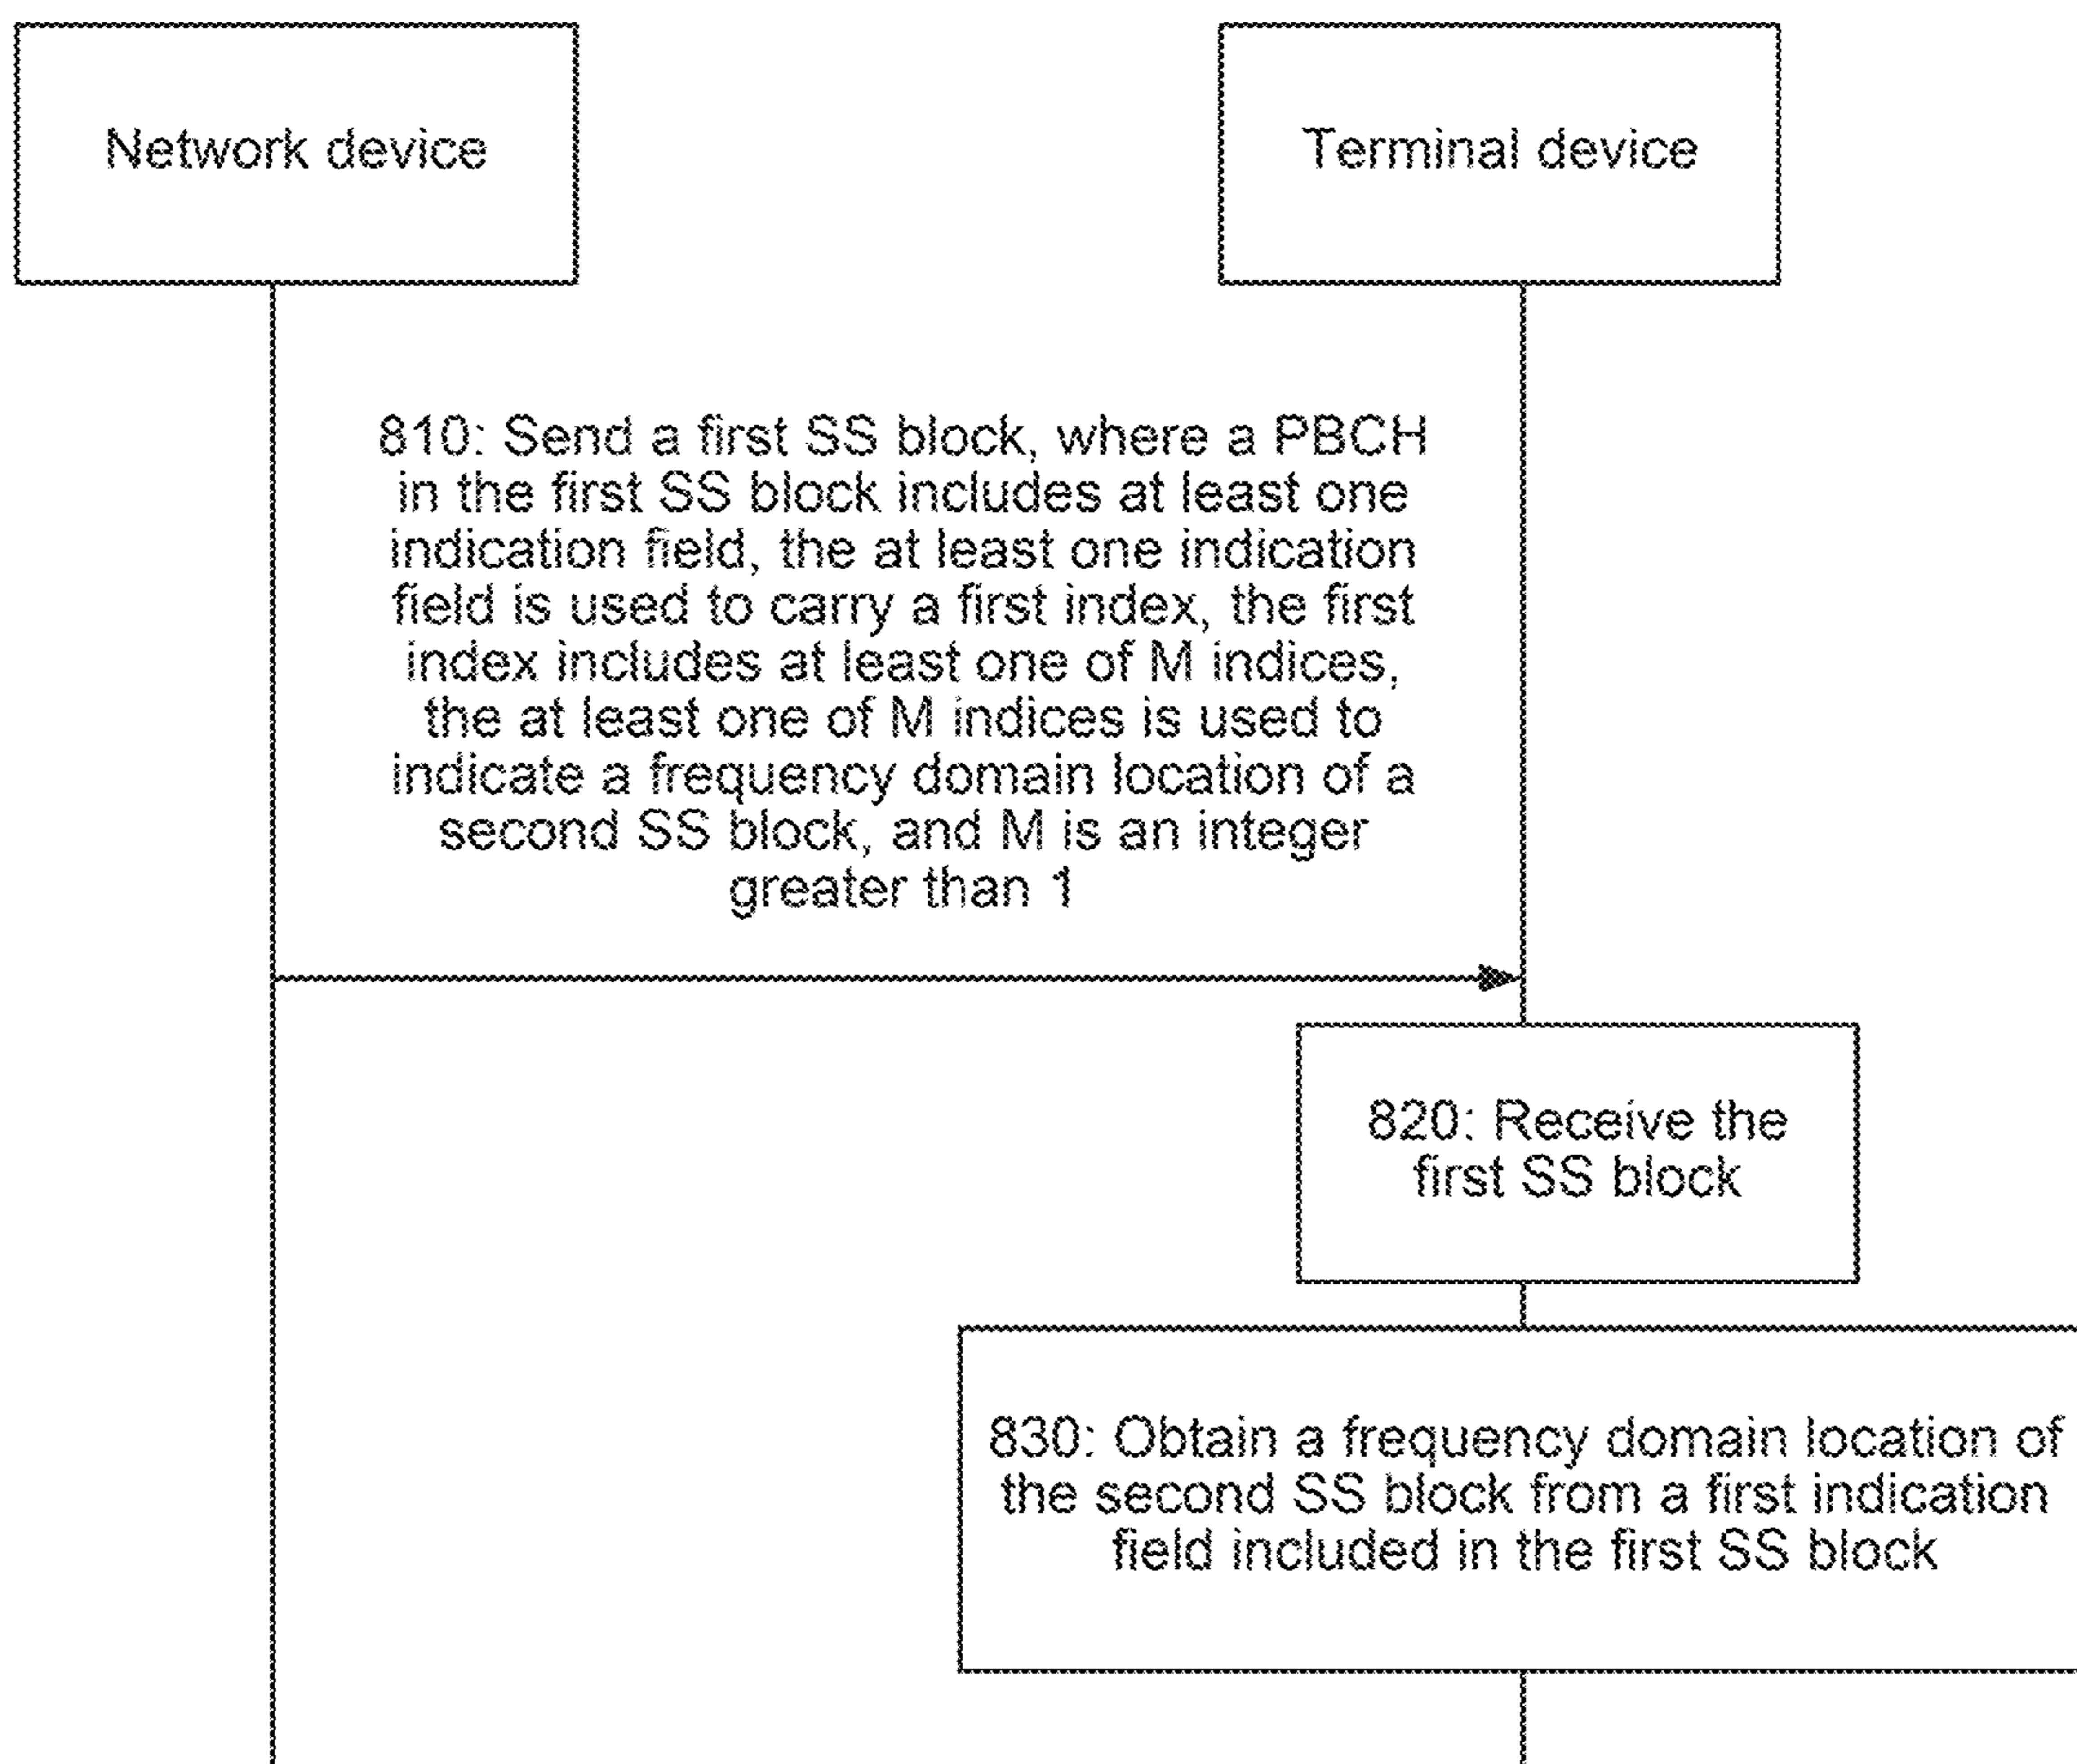 Network device
Terminal device
810: Send a first SS block, where a PBCH
in the first SS block includes at least one
indication field, the at least one indication
field is used to carry a first index, the first
index includes at least one of M indices,
the at least one of M indices is used to
indicate a frequency domain location of a
second SS block, and M is an integer
greater than 1
820: Receive the
first SS block
830: Obtain a frequency domain location of
the second SS block from a first indication
field included in the first SS block